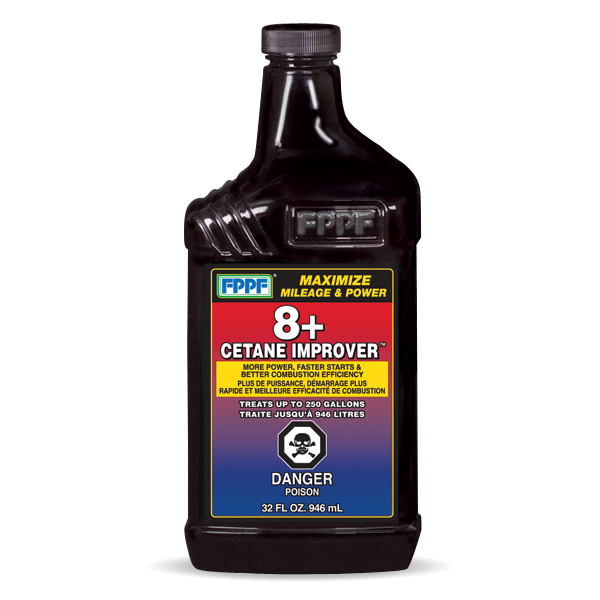 FPPF
FPPF®
MAXIMIZE
MILEAGE & POWER
8+
CETANE IMPROVER™
MORE POWER, FASTER STARTS &
BETTER COMBUSTION EFFICIENCY
PLUS DE PUISSANCE, DÉMARRAGE PLUS
RAPIDE ET MEILLEURE EFFICACITÉ DE COMBUSTION
TREATS UP TO 250 GALLONS
TRAITE JUSQU'À 946 LITRES
DANGER
POISON
32 FL OZ. 946 mL